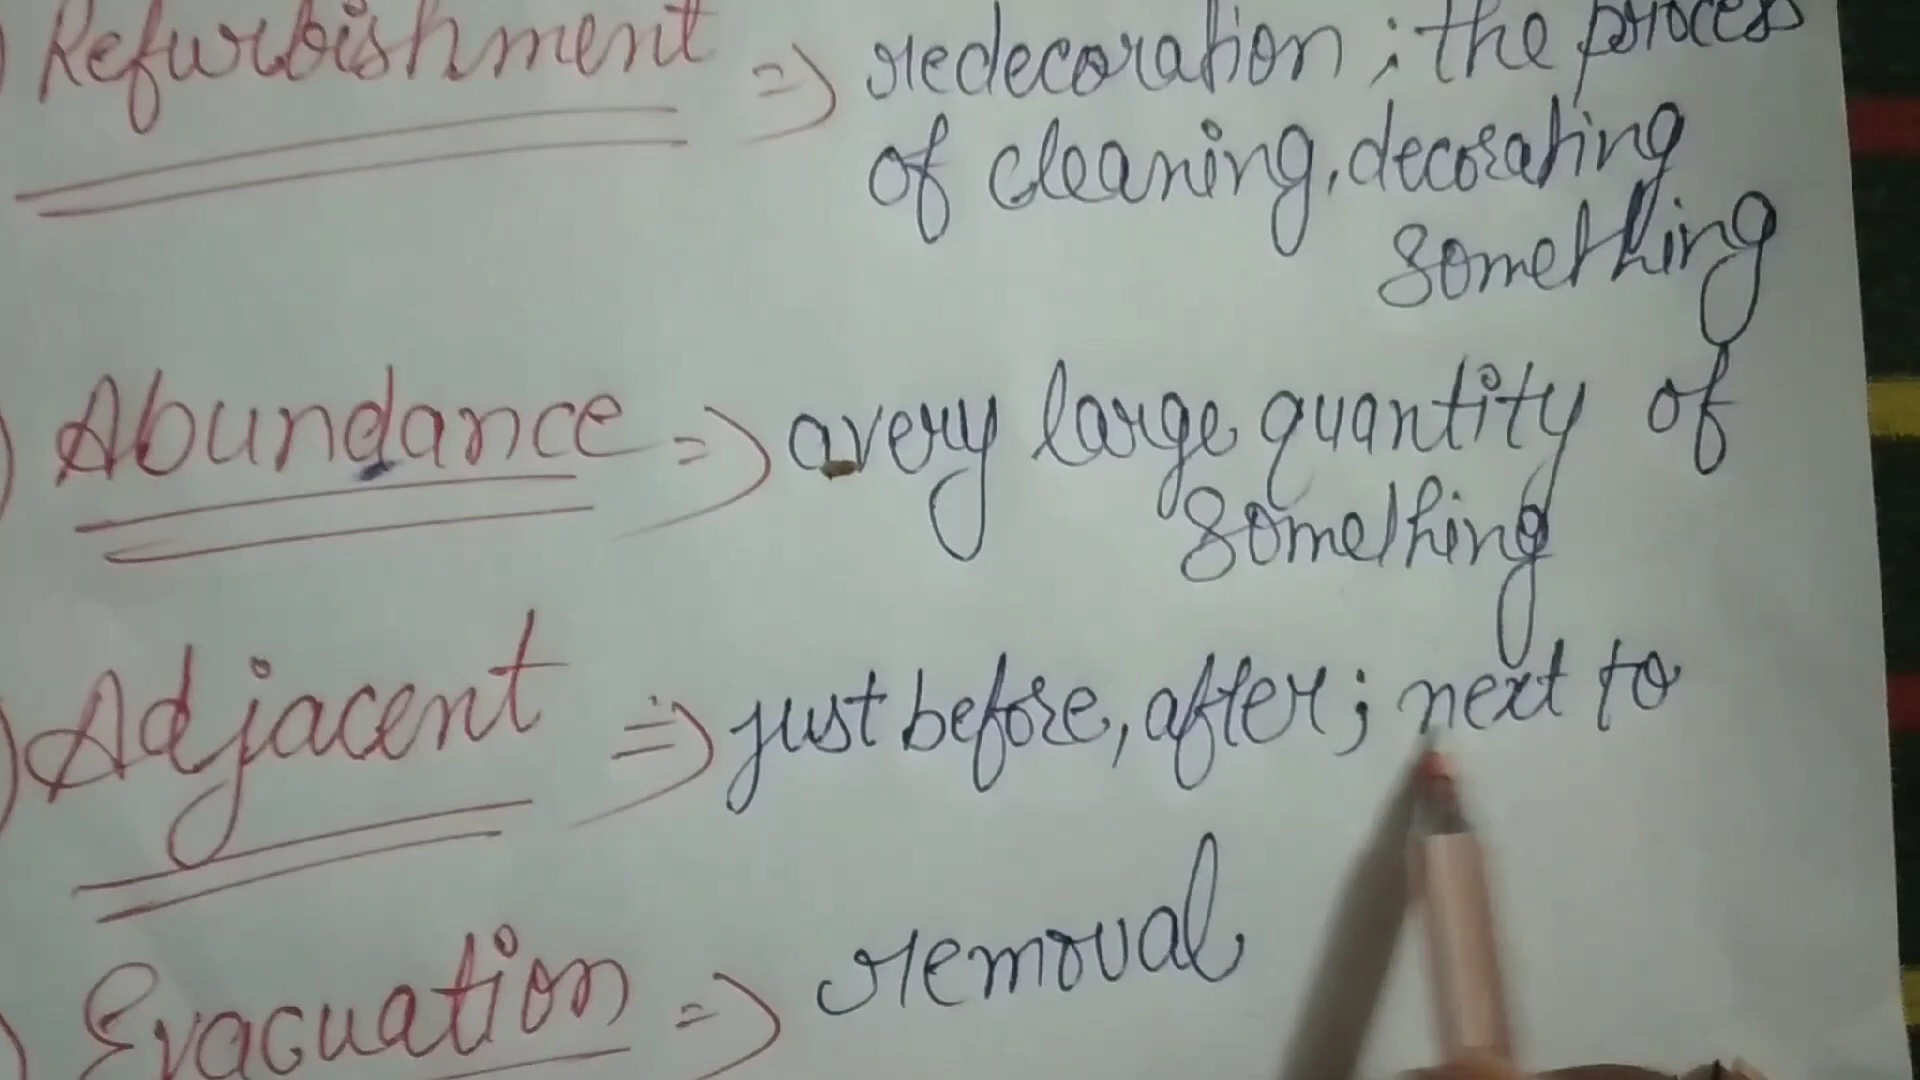 Refurbishment => redecoration; the process
of cleaning, decorating
something
Abundance => a very large quantity of
something
Adjacent => just before, after; next to
Evacuation => removal